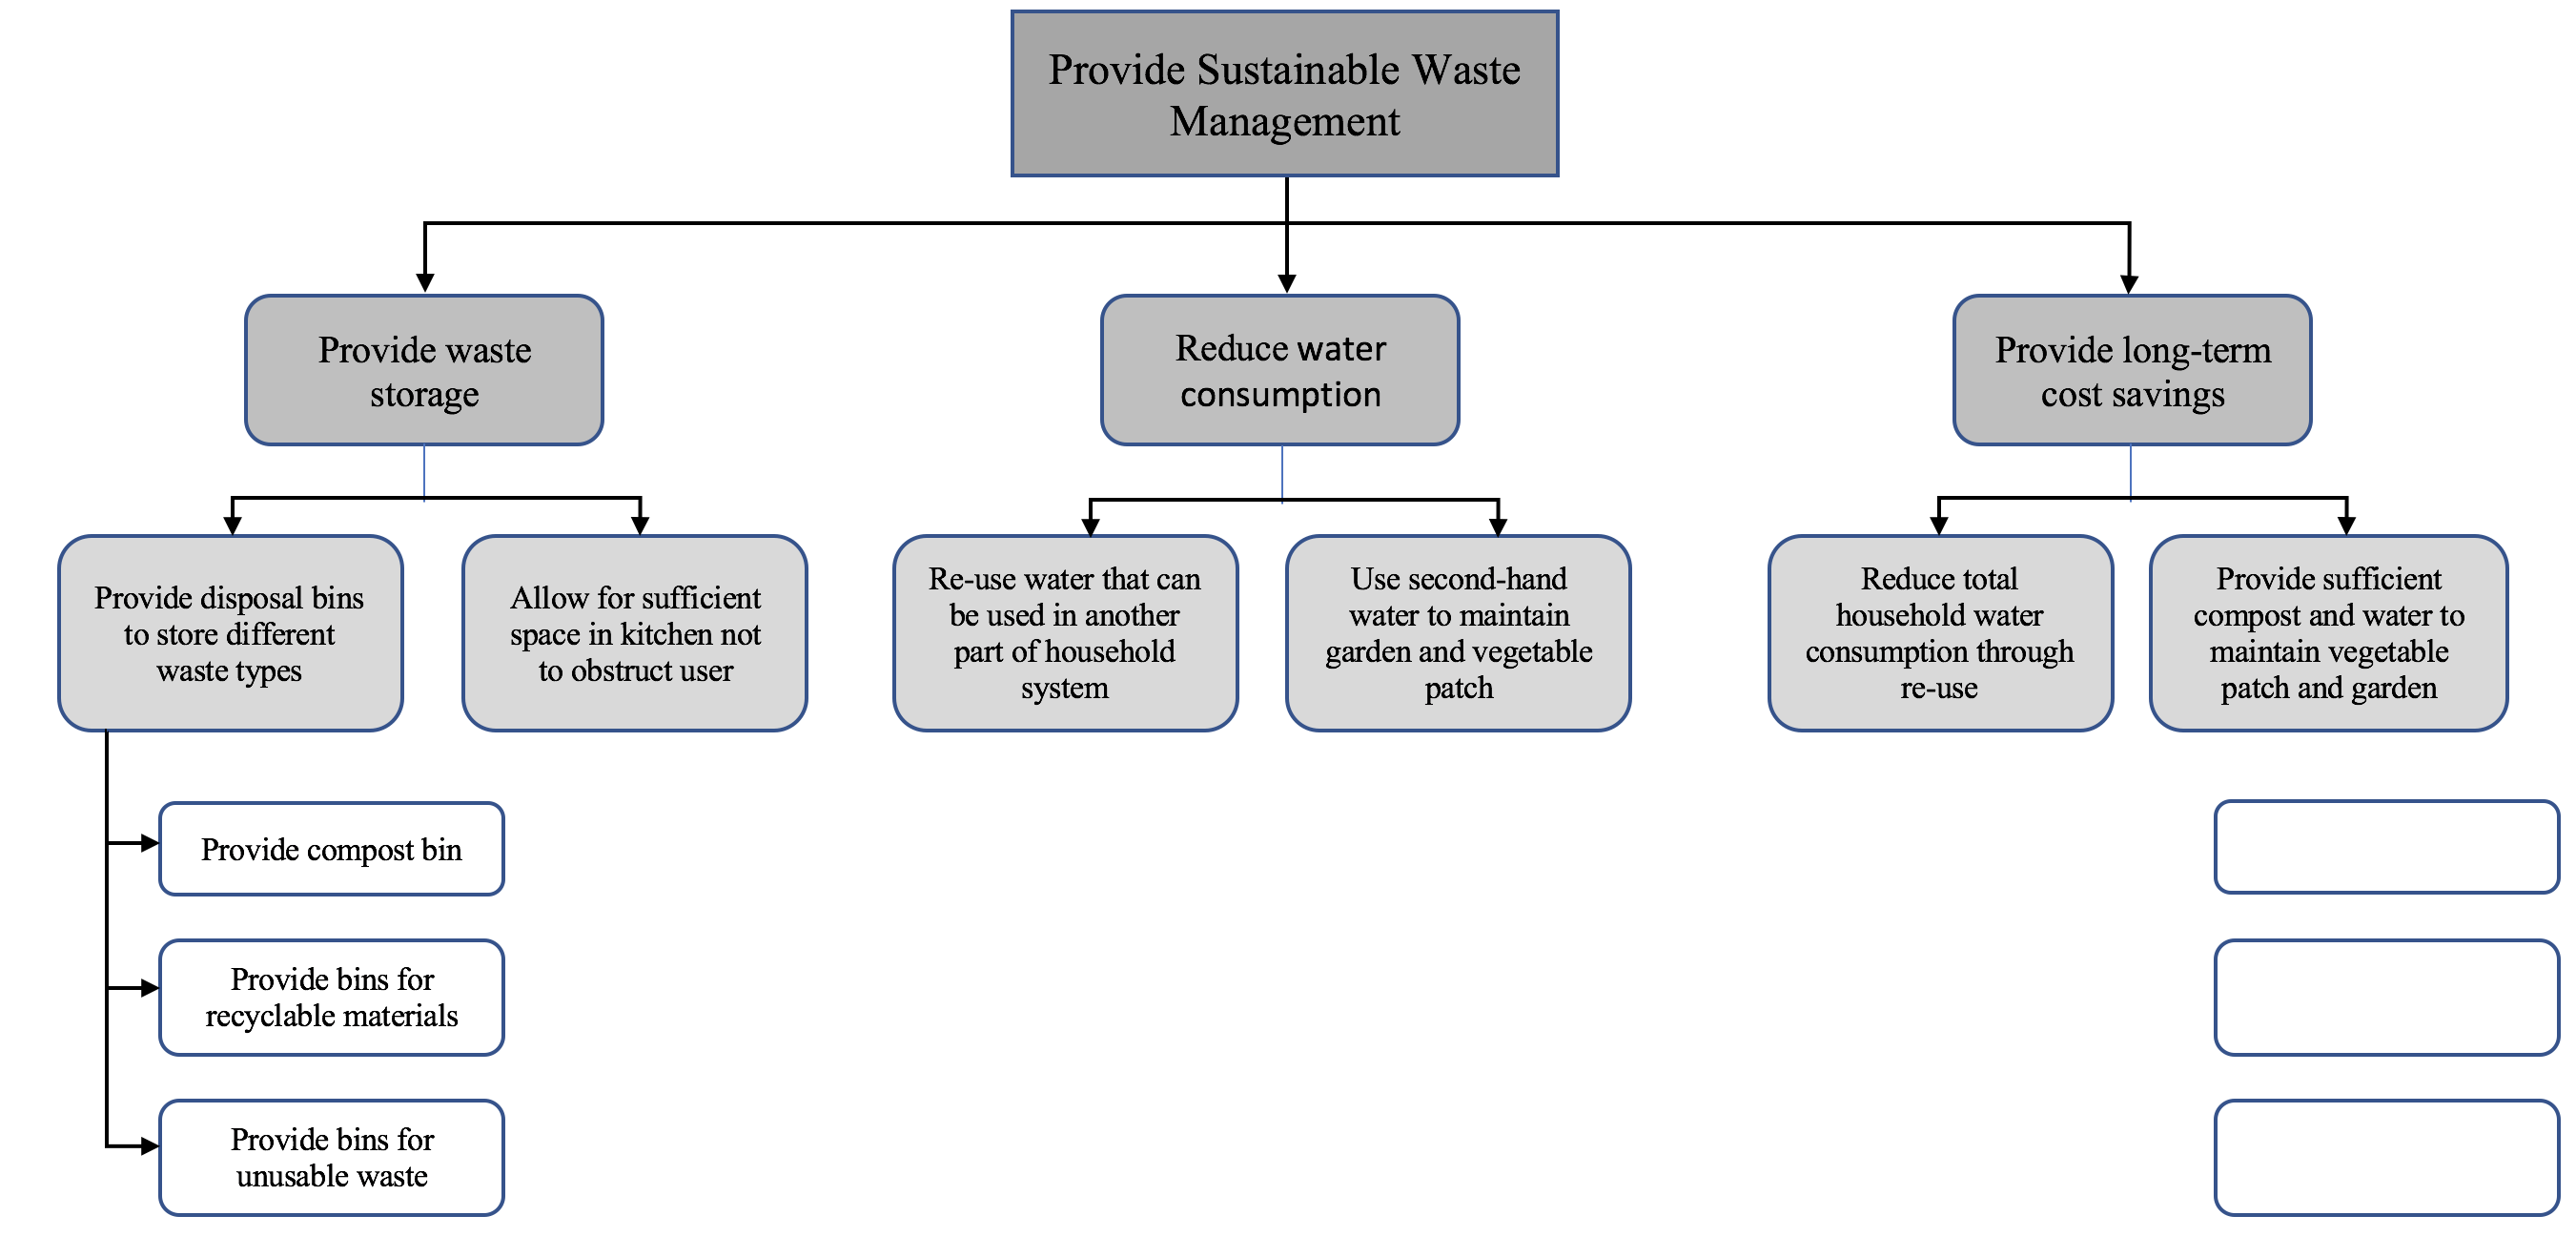 Provide Sustainable Waste
Management
Provide waste
storage
Reduce water
consumption
Provide long-term
cost savings
Provide disposal bins
to store different
waste types
Allow for sufficient
space in kitchen not
to obstruct user
Re-use water that can
be used in another
part of household
system
Use second-hand
water to maintain
garden and vegetable
patch
Reduce total
household water
consumption through
re-use
Provide sufficient
compost and water to
maintain vegetable
patch and garden
Provide compost bin
Provide bins for
recyclable materials
Provide bins for
unusable waste